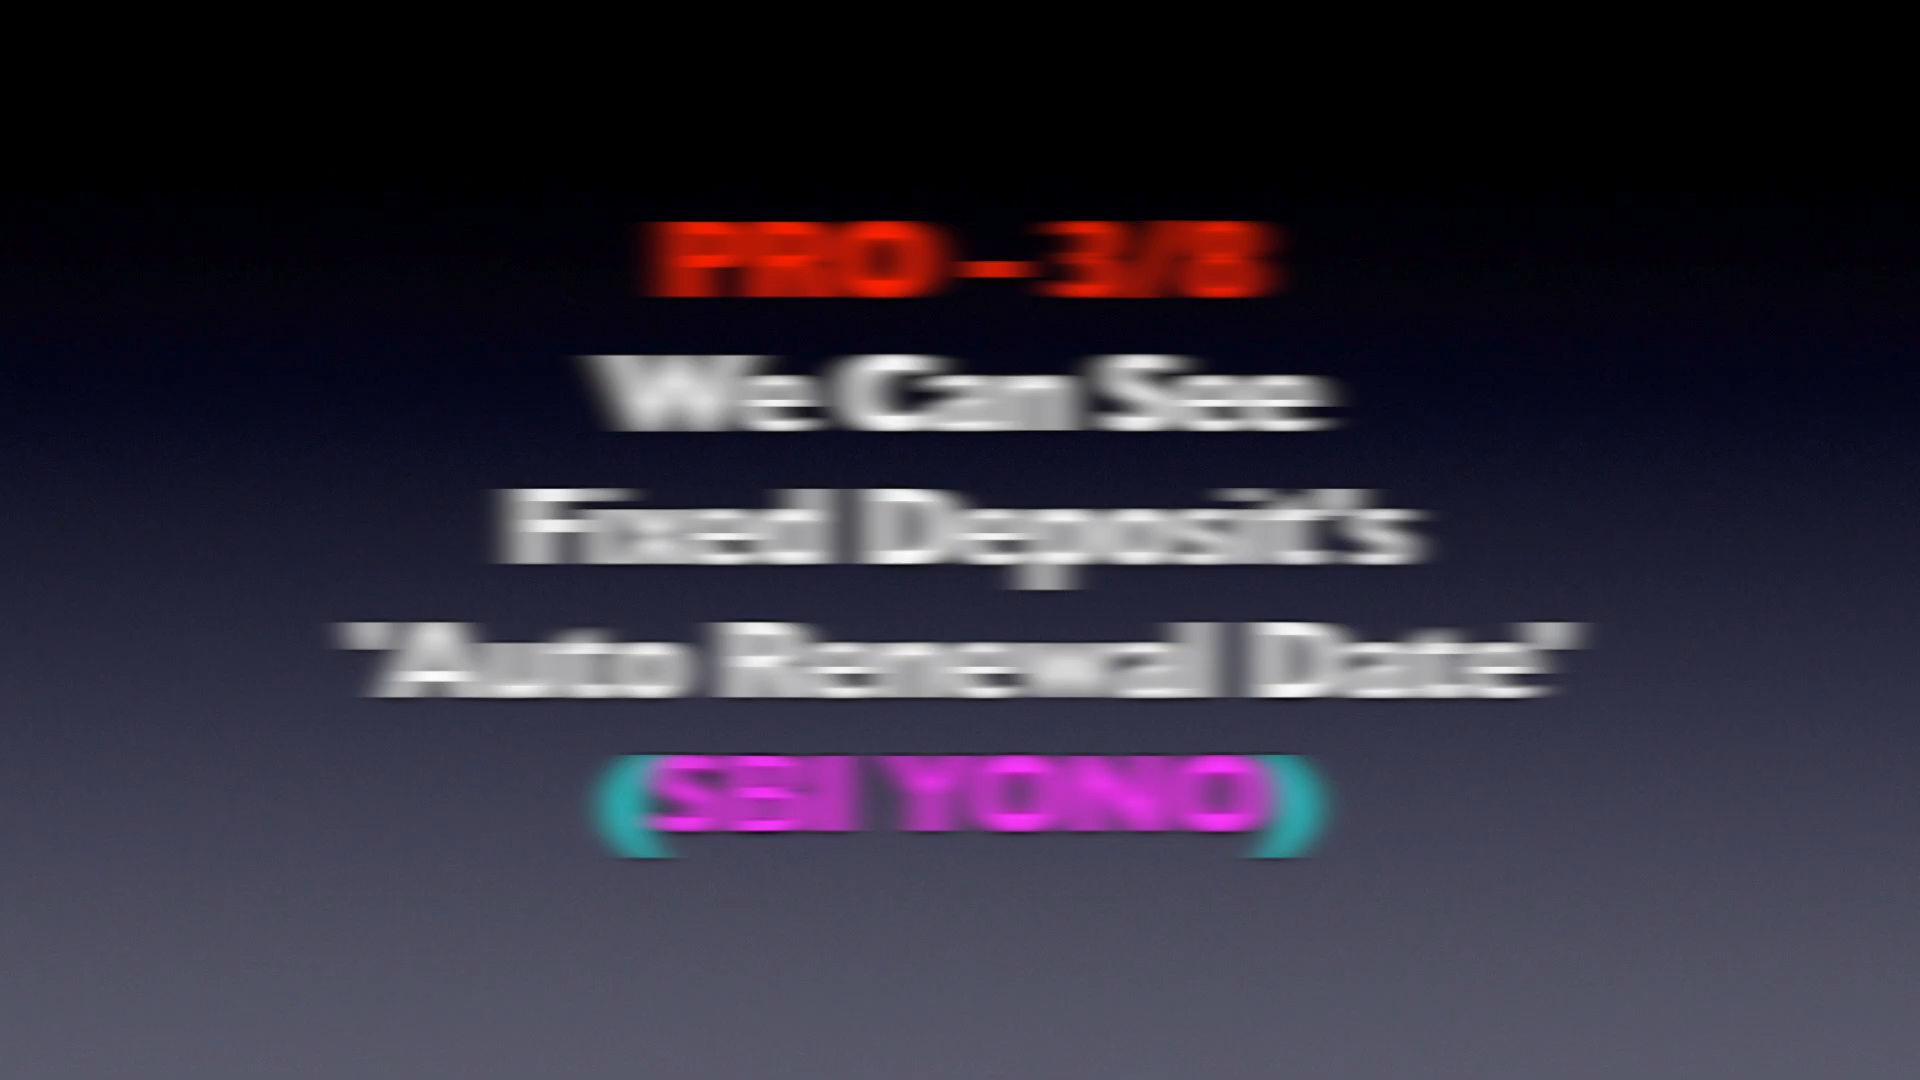 PRO – 3/8
We Can See
Fixed Deposit's
"Auto Renewal Date"
(SBI YONO)